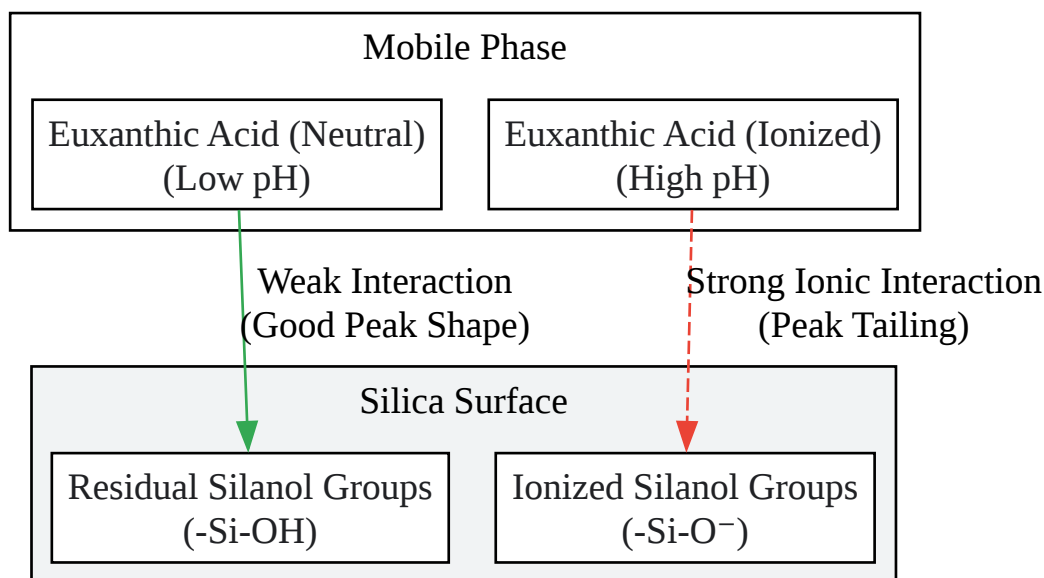 Mobile Phase
Euxanthic Acid (Neutral)
(Low pH)
Euxanthic Acid (Ionized)
(High pH)
Weak Interaction
(Good Peak Shape)
Strong Ionic Interaction
(Peak Tailing)
Silica Surface
Residual Silanol Groups
(-Si-OH)
Ionized Silanol Groups
(-Si-O⁻)